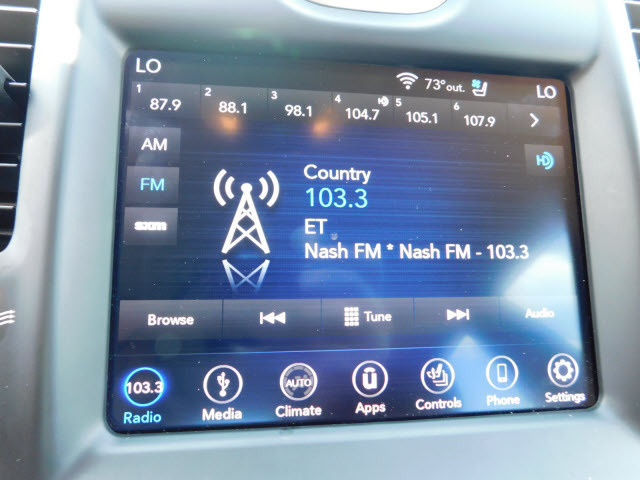 LO
73° out.
LO
1 87.9
2 88.1
3 98.1
4 104.7 HD
5 105.1
6 107.9
AM
HD
Country
FM
103.3
sxm
ET
Nash FM * Nash FM - 103.3
Browse
Tune
Audio
103.3
AUTO
Radio
Media
Climate
Apps
Controls
Phone
Settings